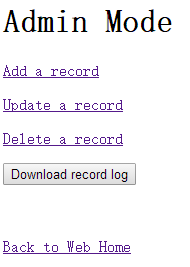 Admin Mode
Add a record
Update a record
Delete a record
Download record log
Back to Web Home